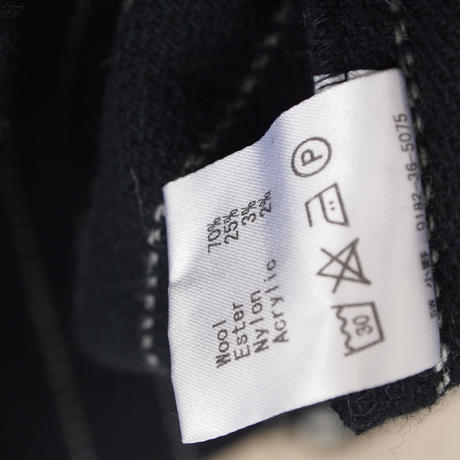 Wool 70%
Ester 25%
Nylon 3%
Acrylic 2%
30
P
0182-36-5075